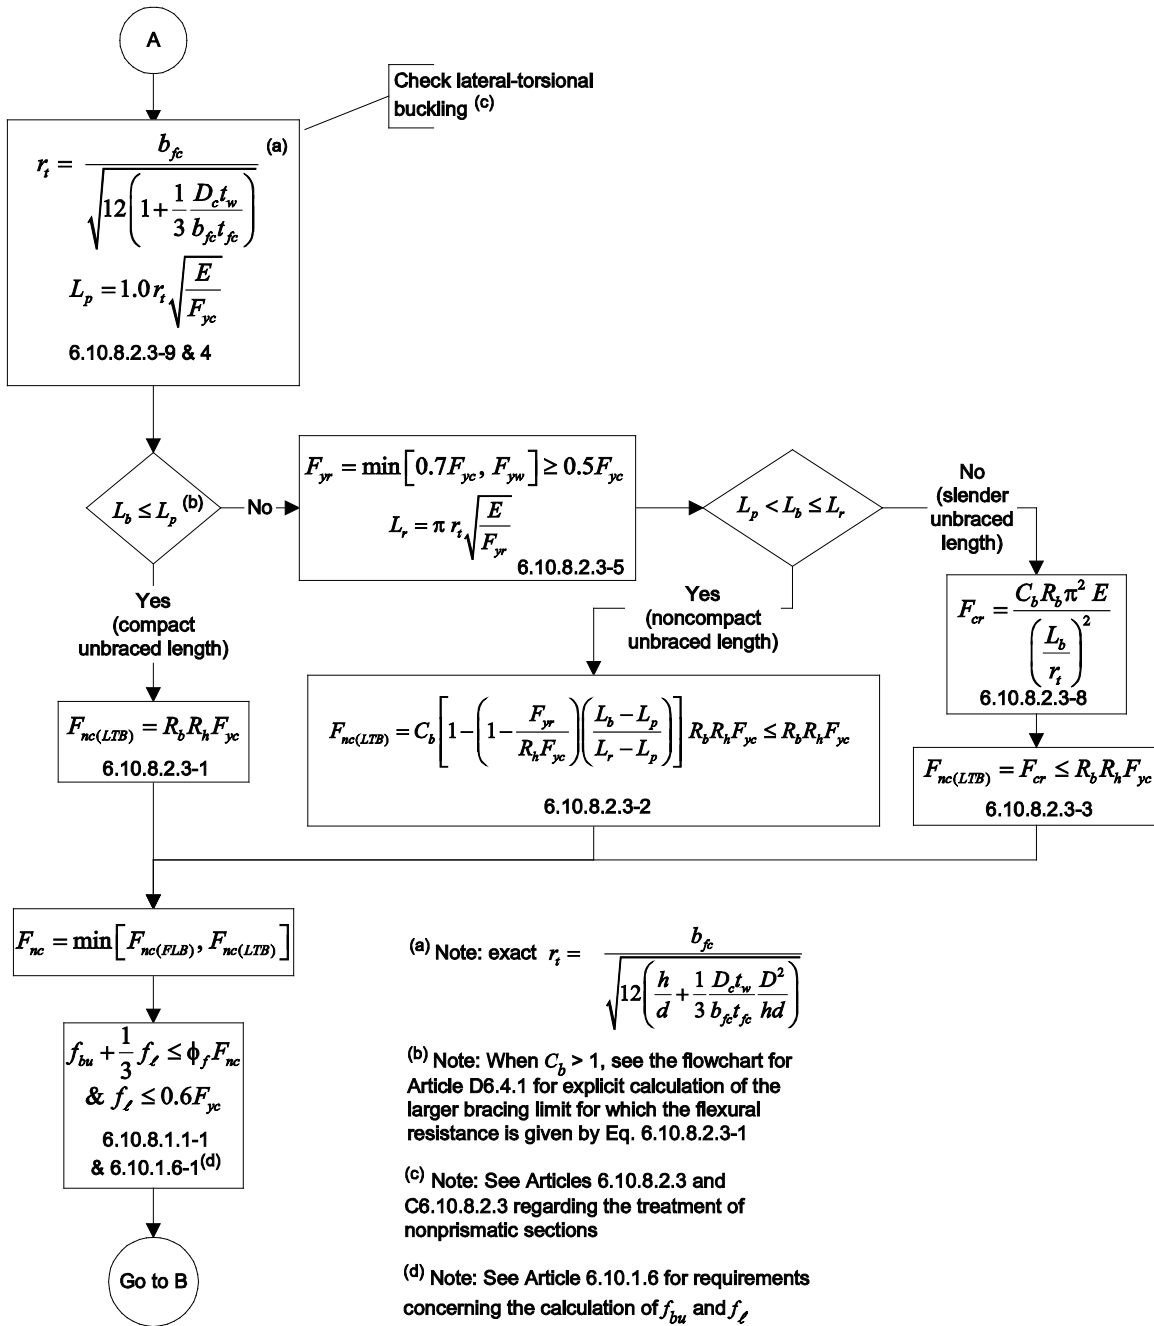 A
Check lateral-torsional
buckling (c)
r_t = b_fc / √(12(1 + (1/3)(D_c t_w / b_fc t_fc))) (a)
L_p = 1.0 r_t √(E / F_yc)
6.10.8.2.3-9 & 4
L_b ≤ L_p (b)
No
F_yr = min[0.7F_yc, F_yw] ≥ 0.5F_yc
L_r = π r_t √(E / F_yr)
6.10.8.2.3-5
L_p < L_b ≤ L_r
No
(slender
unbraced
length)
Yes
(compact
unbraced length)
Yes
(noncompact
unbraced length)
F_cr = C_b R_b π² E / (L_b / r_t)²
6.10.8.2.3-8
F_nc(LTB) = R_b R_h F_yc
6.10.8.2.3-1
F_nc(LTB) = C_b [1 − (1 − F_yr / (R_h F_yc)) ((L_b − L_p) / (L_r − L_p))] R_b R_h F_yc ≤ R_b R_h F_yc
6.10.8.2.3-2
F_nc(LTB) = F_cr ≤ R_b R_h F_yc
6.10.8.2.3-3
F_nc = min[F_nc(FLB), F_nc(LTB)]
f_bu + (1/3) f_ℓ ≤ ϕ_f F_nc
& f_ℓ ≤ 0.6F_yc
6.10.8.1.1-1
& 6.10.1.6-1 (d)
Go to B
(a) Note: exact r_t = b_fc / √(12(h/d + (1/3)(D_c t_w / b_fc t_fc)(D² / hd)))
(b) Note: When C_b > 1, see the flowchart for
Article D6.4.1 for explicit calculation of the
larger bracing limit for which the flexural
resistance is given by Eq. 6.10.8.2.3-1
(c) Note: See Articles 6.10.8.2.3 and
C6.10.8.2.3 regarding the treatment of
nonprismatic sections
(d) Note: See Article 6.10.1.6 for requirements
concerning the calculation of f_bu and f_ℓ